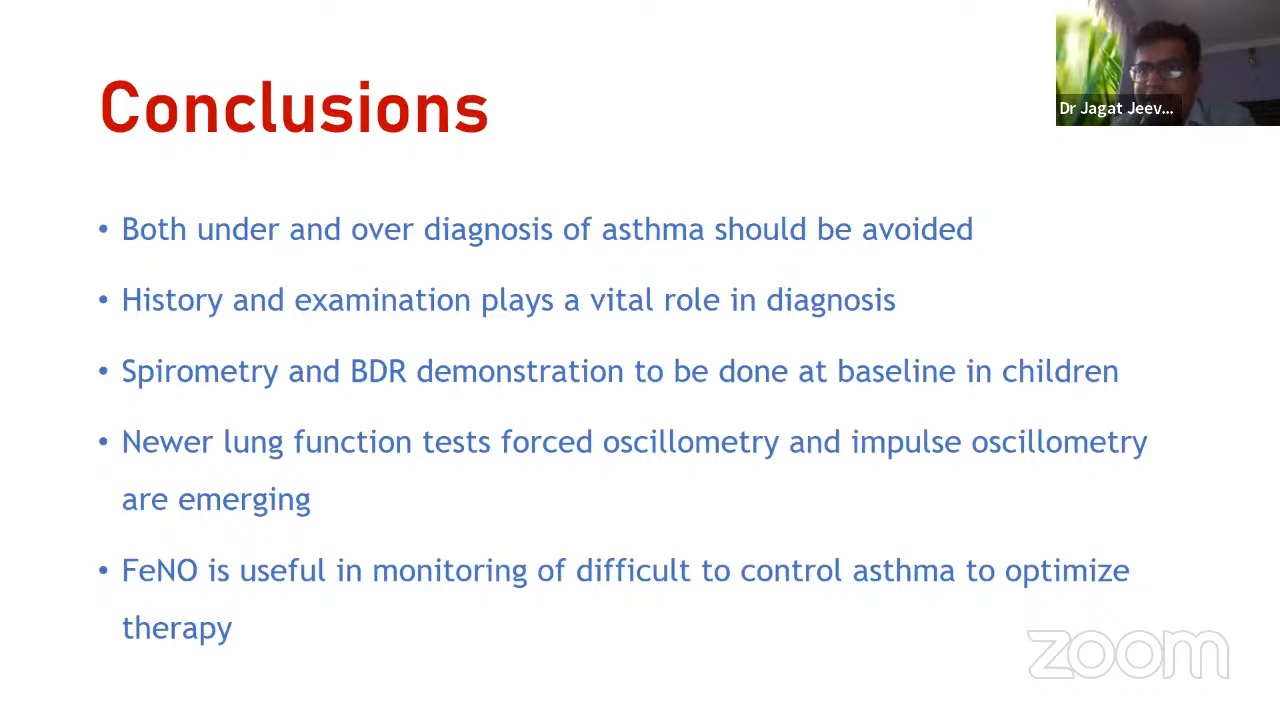 Conclusions
Dr Jagat Jeev...
• Both under and over diagnosis of asthma should be avoided
• History and examination plays a vital role in diagnosis
• Spirometry and BDR demonstration to be done at baseline in children
• Newer lung function tests forced oscillometry and impulse oscillometry
are emerging
• FeNO is useful in monitoring of difficult to control asthma to optimize
therapy
zoom